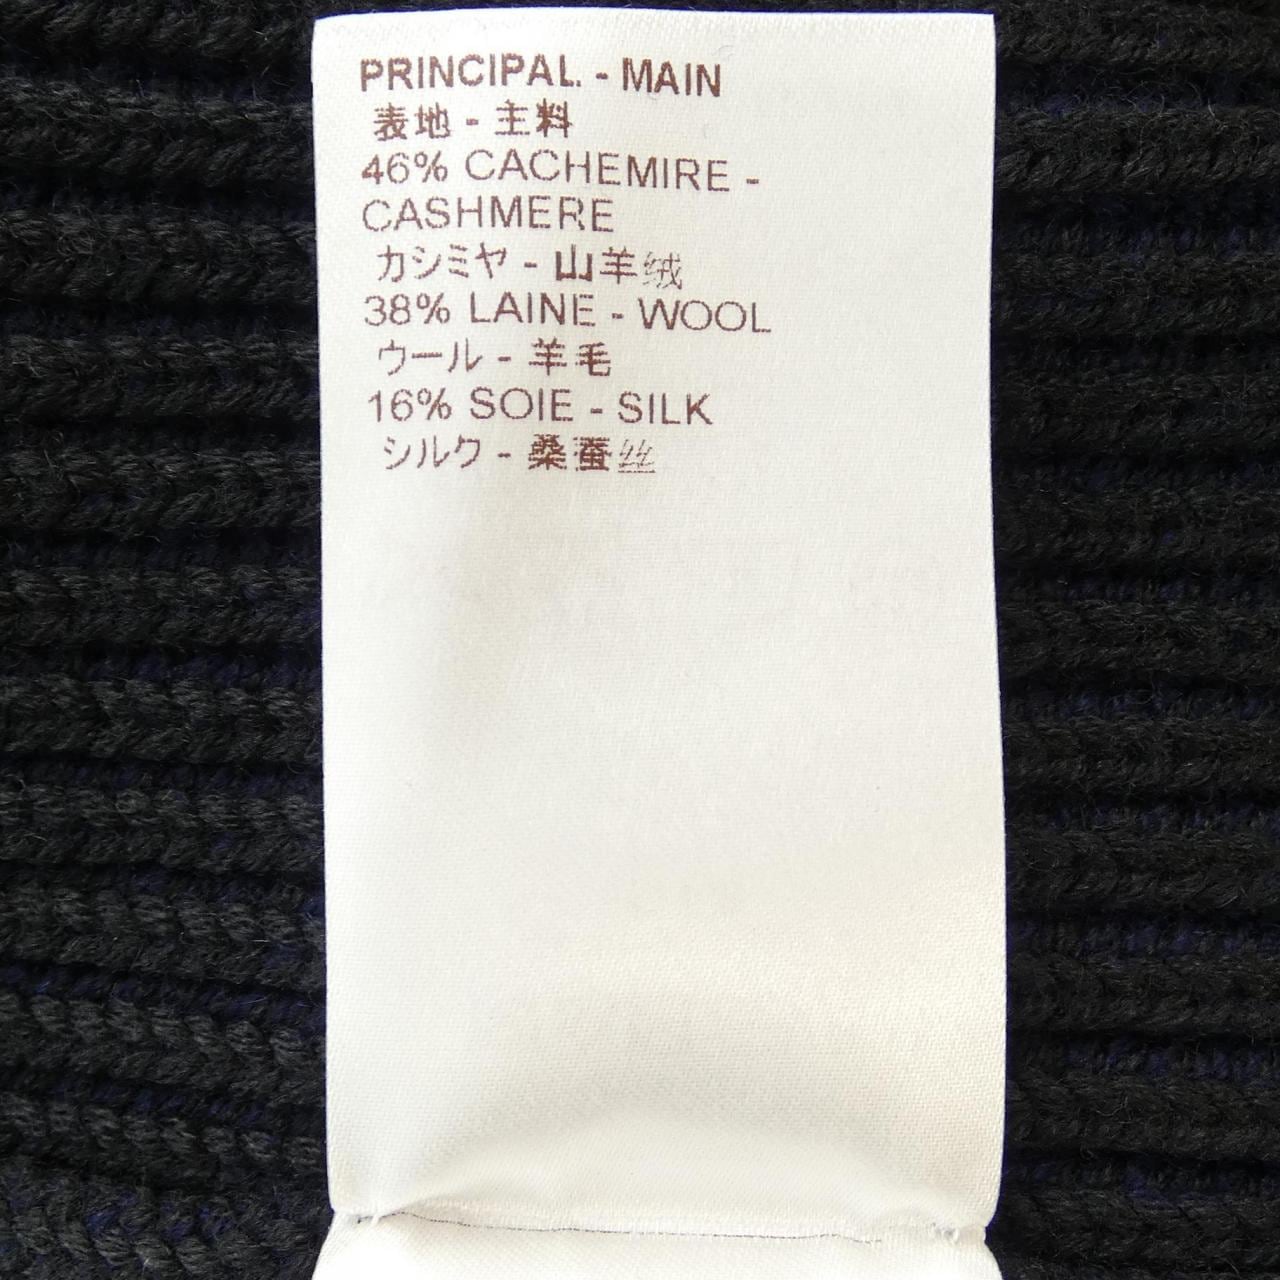 PRINCIPAL - MAIN
表地 - 主料
46% CACHEMIRE -
CASHMERE
カシミヤ - 山羊绒
38% LAINE - WOOL
ウール - 羊毛
16% SOIE - SILK
シルク - 桑蚕丝